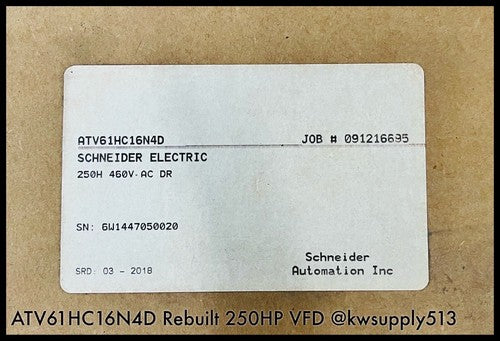 ATV61HC16N4D JOB # 091216695
SCHNEIDER ELECTRIC
250H 460V AC DR
SN: 6W1447050020
SRD: 03 - 2018
Schneider
Automation Inc
ATV61HC16N4D Rebuilt 250HP VFD @kwsupply513